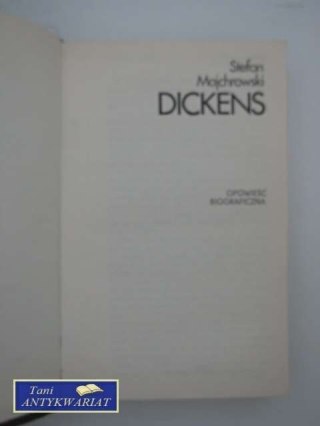 Stefan
Majchrowski
DICKENS
OPOWIEŚĆ
BIOGRAFICZNA
Tani
ANTYKWARIAT